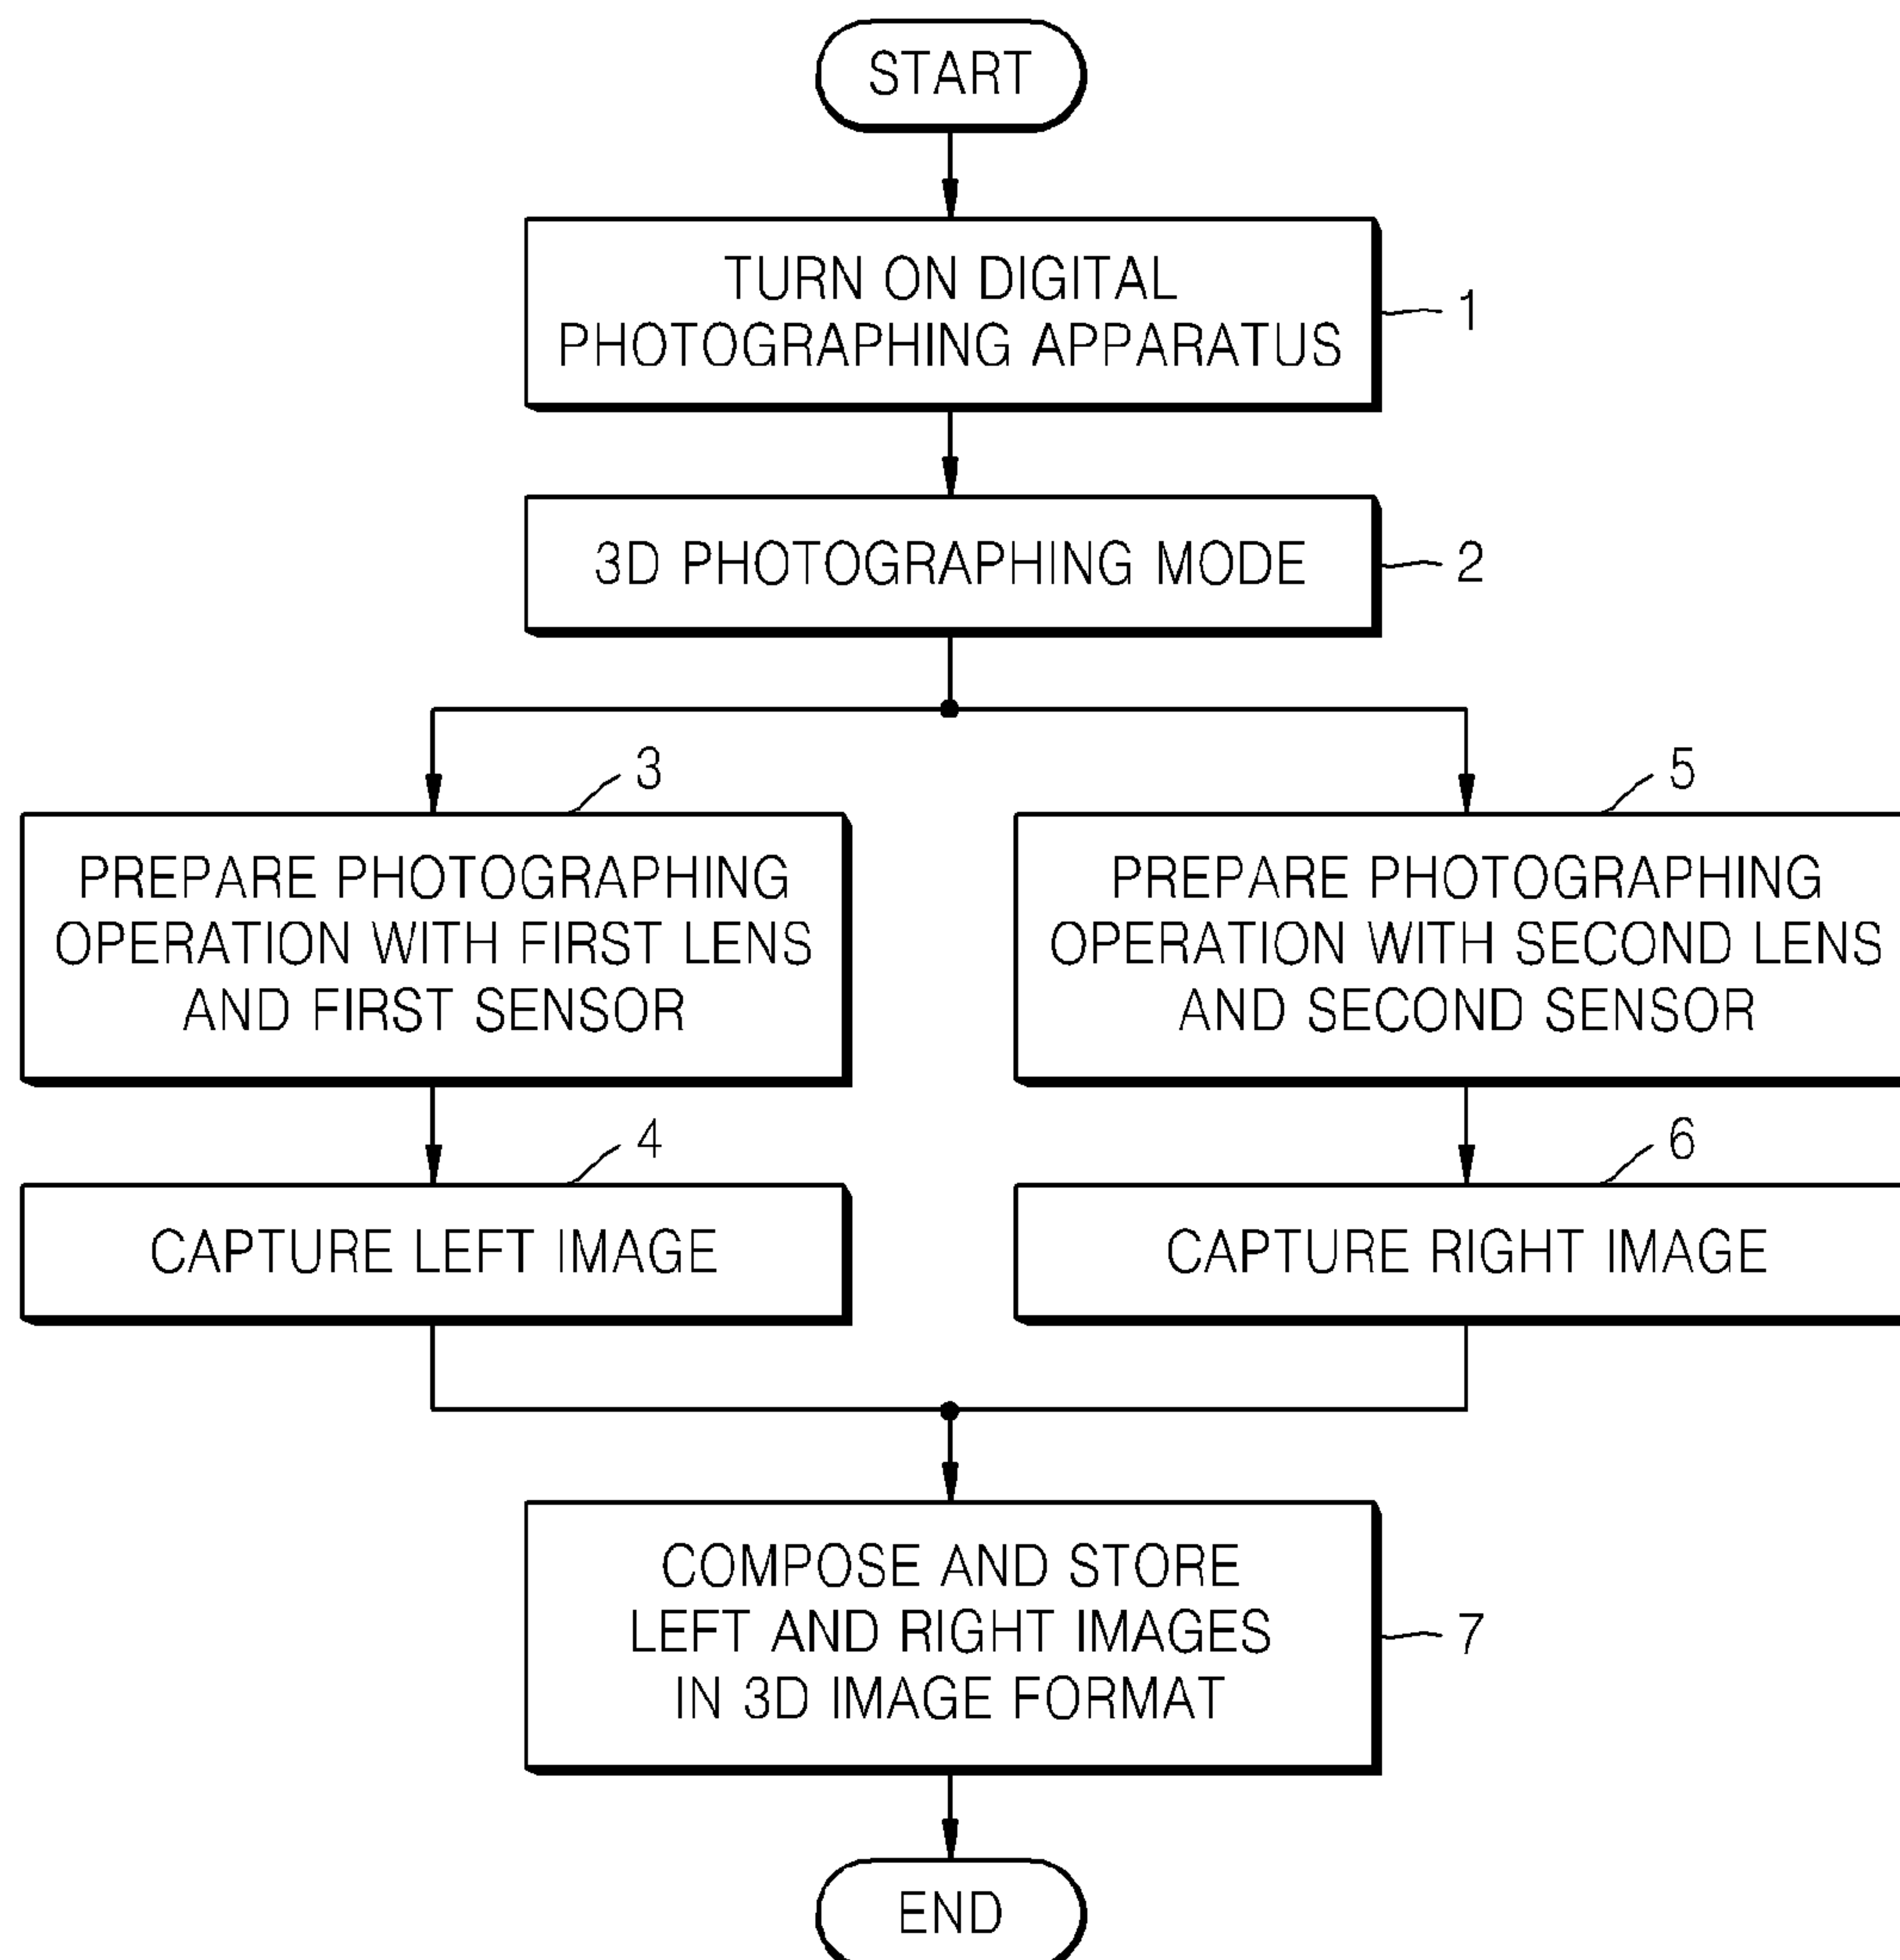 START
TURN ON DIGITAL
PHOTOGRAPHING APPARATUS
1
3D PHOTOGRAPHING MODE
2
3
PREPARE PHOTOGRAPHING
OPERATION WITH FIRST LENS
AND FIRST SENSOR
5
PREPARE PHOTOGRAPHING
OPERATION WITH SECOND LENS
AND SECOND SENSOR
4
CAPTURE LEFT IMAGE
6
CAPTURE RIGHT IMAGE
COMPOSE AND STORE
LEFT AND RIGHT IMAGES
IN 3D IMAGE FORMAT
7
END